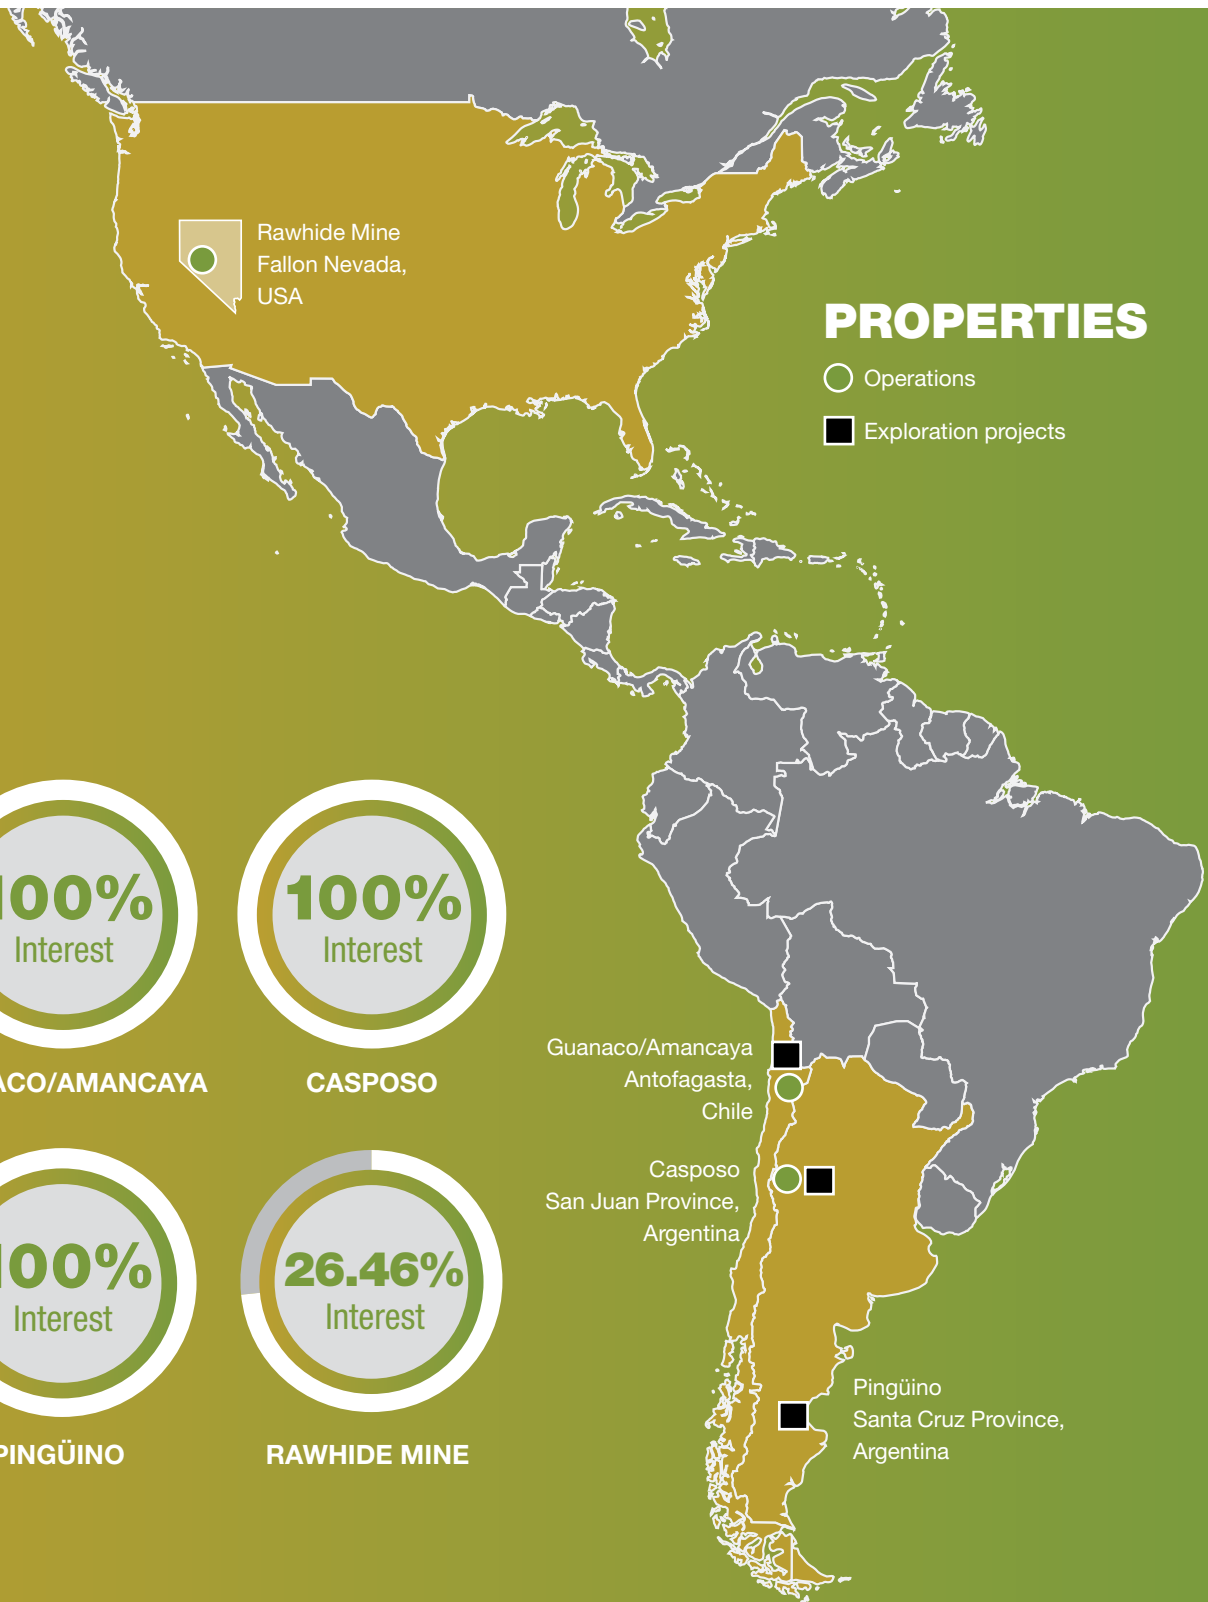 Rawhide Mine
Fallon Nevada,
USA
PROPERTIES
Operations
Exploration projects
100%
Interest
ACO/AMANCAYA
100%
Interest
CASPOSO
100%
Interest
PINGÜINO
26.46%
Interest
RAWHIDE MINE
Guanaco/Amancaya
Antofagasta,
Chile
Casposo
San Juan Province,
Argentina
Pingüino
Santa Cruz Province,
Argentina